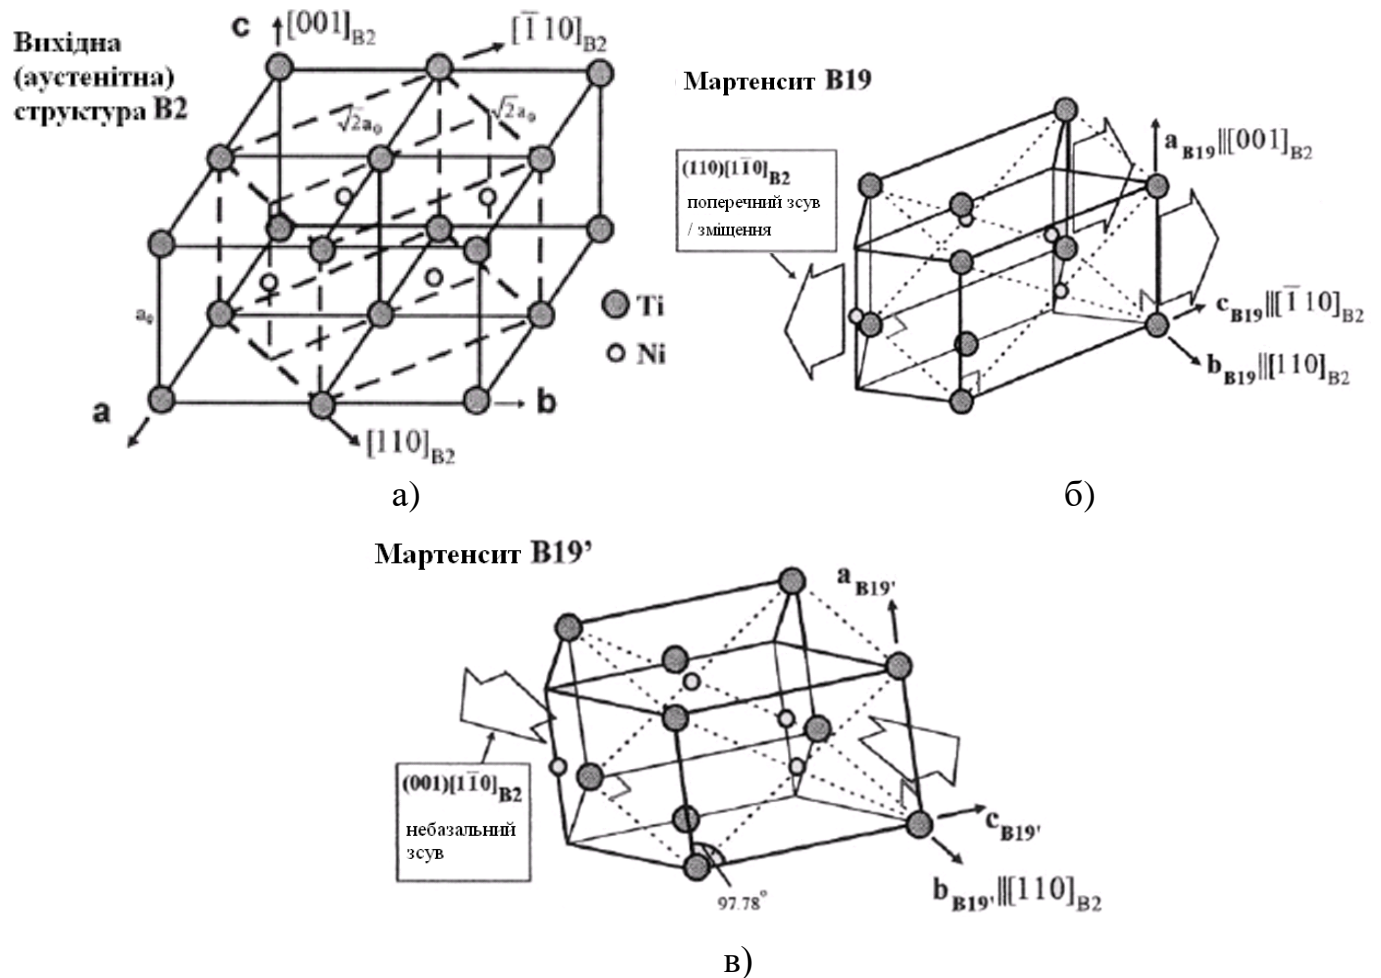 Вихідна
(аустенітна)
структура B2
c
[001]B2
[1̅10]B2
√2a₀
√2a₀
a₀
Ti
Ni
a
b
[110]B2
а)
Мартенсит B19
(110)[11̅0]B2
поперечний зсув
/ зміщення
aB19||[001]B2
cB19||[1̅10]B2
bB19||[110]B2
б)
Мартенсит B19’
aB19'
(001)[11̅0]B2
небазальний
зсув
cB19'
bB19'||[110]B2
97.78°
в)